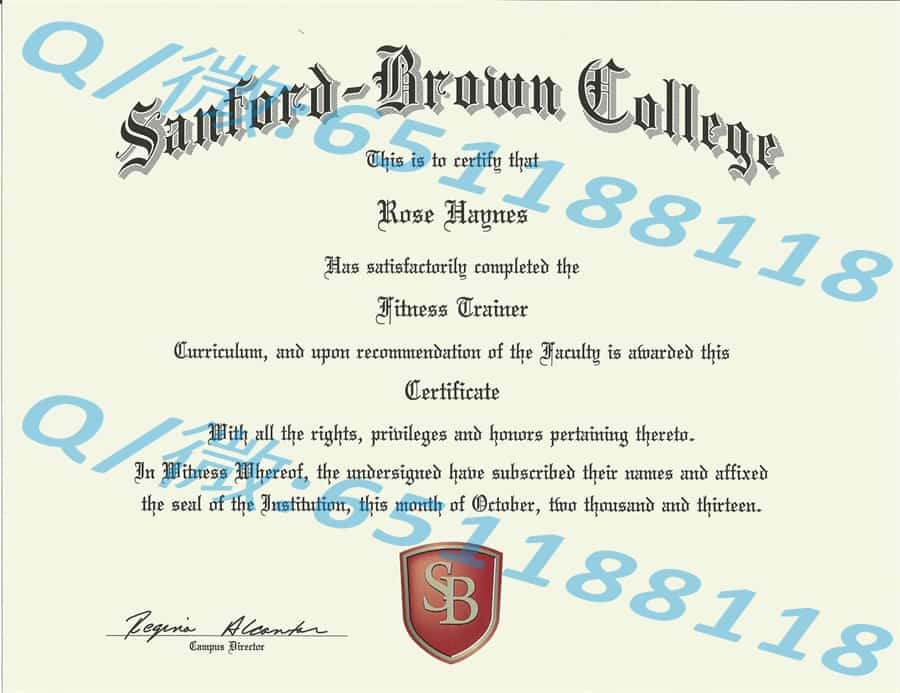 Sanford-Brown College
This is to certify that
Rose Haynes
Has satisfactorily completed the
Fitness Trainer
Curriculum, and upon recommendation of the Faculty is awarded this
Certificate
With all the rights, privileges and honors pertaining thereto.
In Witness Whereof, the undersigned have subscribed their names and affixed
the seal of the Institution, this month of October, two thousand and thirteen.
SB
Regina Alcantar
Campus Director
Q/微:651188118
Q/微:651188118